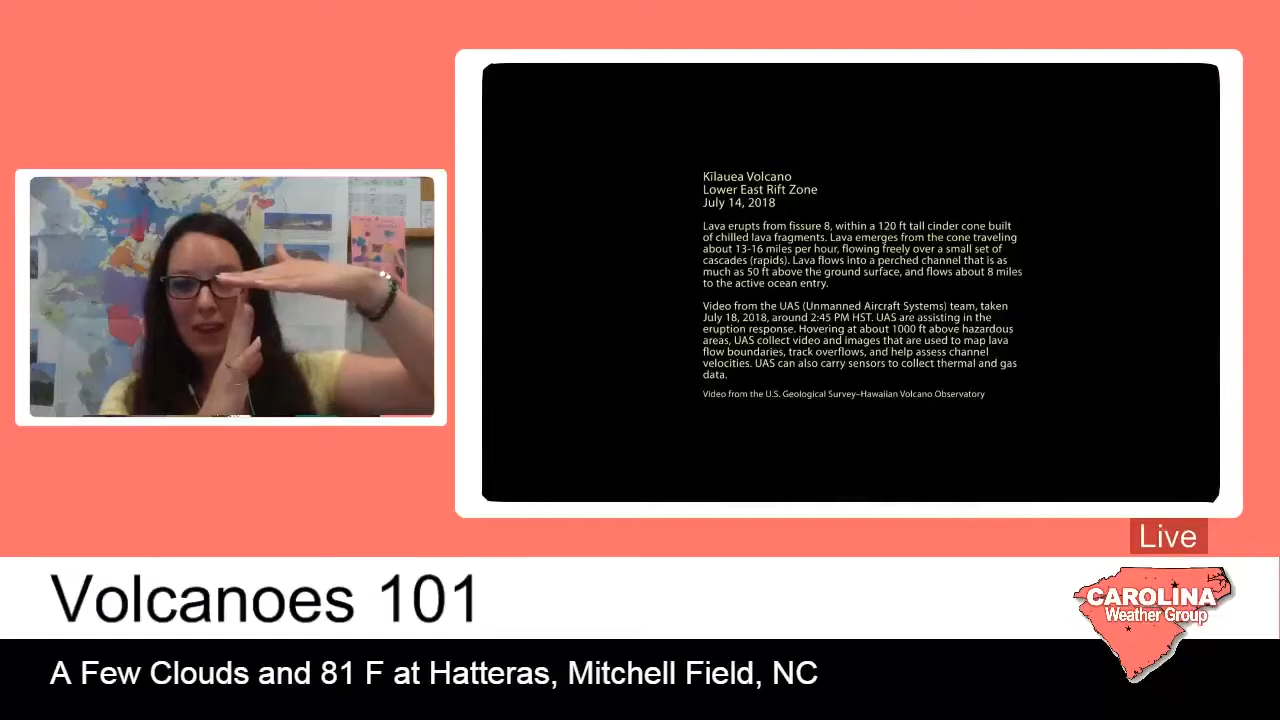 Kīlauea Volcano
Lower East Rift Zone
July 14, 2018
Lava erupts from fissure 8, within a 120 ft tall cinder cone built
of chilled lava fragments. Lava emerges from the cone traveling
about 13-16 miles per hour, flowing freely over a small set of
cascades (rapids). Lava flows into a perched channel that is as
much as 50 ft above the ground surface, and flows about 8 miles
to the active ocean entry.
Video from the UAS (Unmanned Aircraft Systems) team, taken
July 18, 2018, around 2:45 PM HST. UAS are assisting in the
eruption response. Hovering at about 1000 ft above hazardous
areas, UAS collect video and images that are used to map lava
flow boundaries, track overflows, and help assess channel
velocities. UAS can also carry sensors to collect thermal and gas
data.
Video from the U.S. Geological Survey–Hawaiian Volcano Observatory
Live
Volcanoes 101
CAROLINA
Weather Group
A Few Clouds and 81 F at Hatteras, Mitchell Field, NC